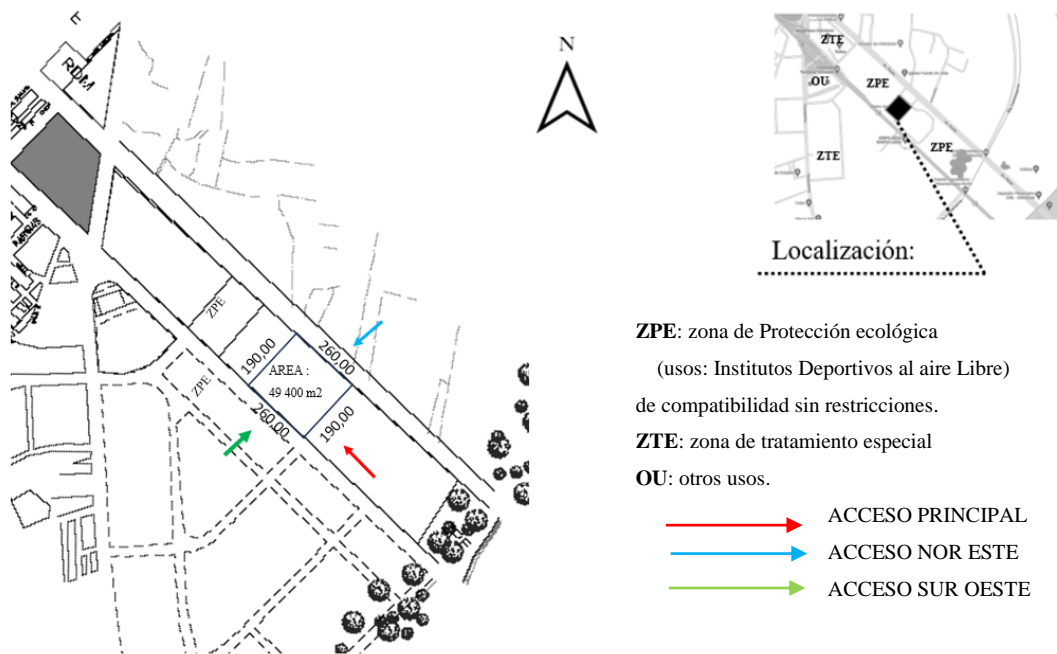 N
RDM
ZPE
ZPE
190,00
260,00
AREA :
49 400 m2
260,00
190,00
ZTE
OU
ZPE
ZTE
ZPE
Localización:
ZPE: zona de Protección ecológica
(usos: Institutos Deportivos al aire Libre)
de compatibilidad sin restricciones.
ZTE: zona de tratamiento especial
OU: otros usos.
ACCESO PRINCIPAL
ACCESO NOR ESTE
ACCESO SUR OESTE